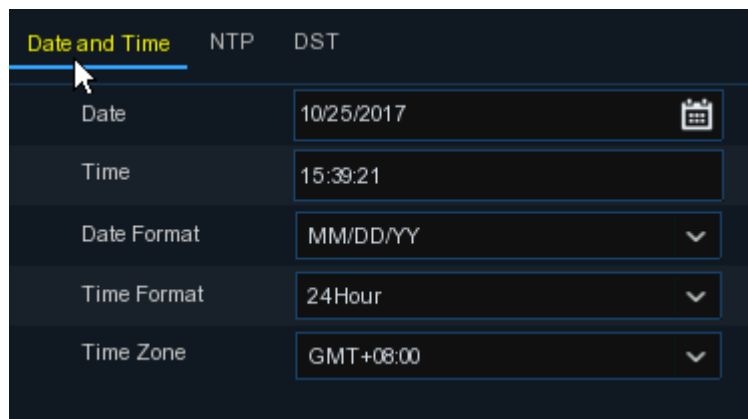 Date and Time NTP DST
Date 10/25/2017
Time 15:39:21
Date Format MM/DD/YY
Time Format 24Hour
Time Zone GMT+08:00